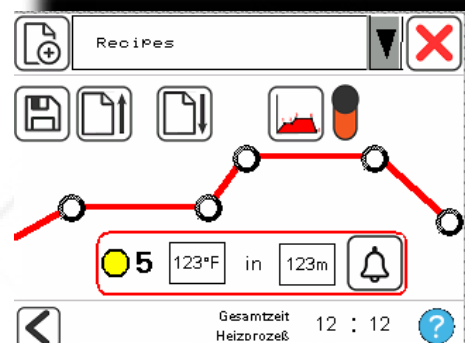 Recipes
5 123°F in 123m
Gesamtzeit 12 : 12 ?
Heizprozeß